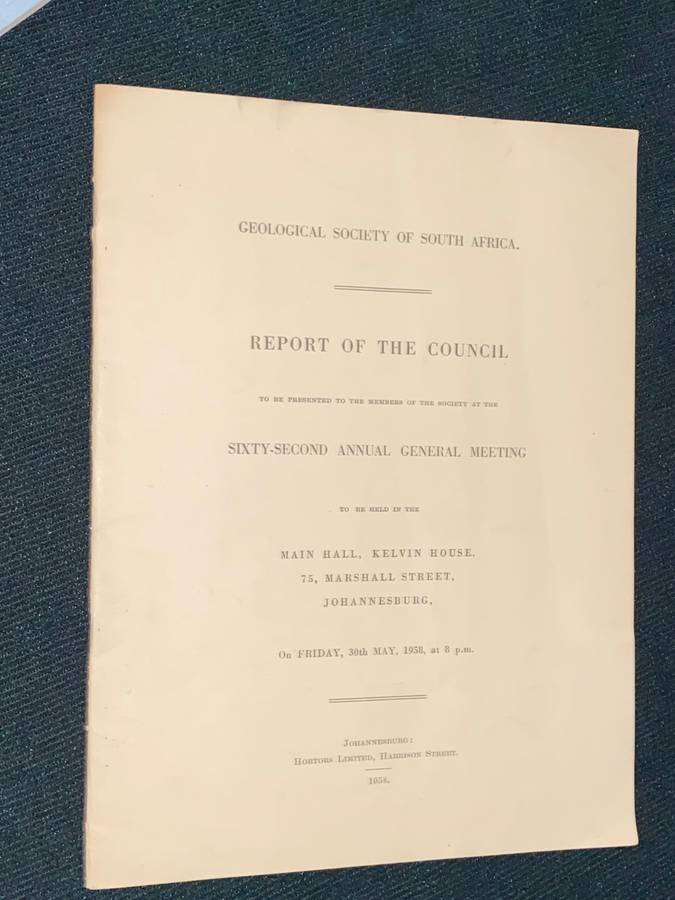 GEOLOGICAL SOCIETY OF SOUTH AFRICA.
REPORT OF THE COUNCIL
TO BE PRESENTED TO THE MEMBERS OF THE SOCIETY AT THE
SIXTY-SECOND ANNUAL GENERAL MEETING
TO BE HELD IN THE
MAIN HALL, KELVIN HOUSE,
75, MARSHALL STREET,
JOHANNESBURG,
On FRIDAY, 30th MAY, 1958, at 8 p.m.
JOHANNESBURG:
HORTORS LIMITED, HARRISON STREET.
1958.